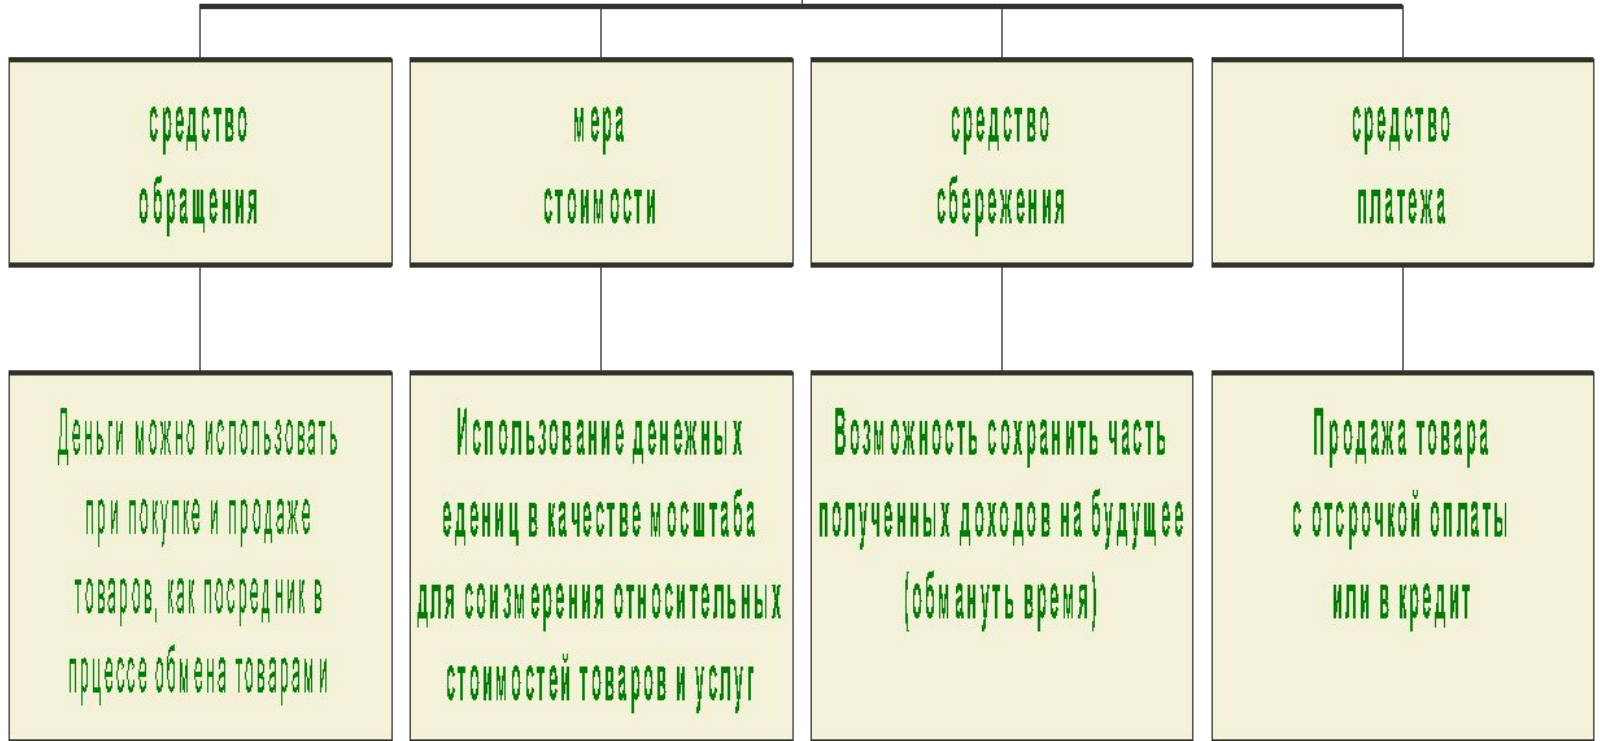 средство
обращения
мера
стоимости
средство
сбережения
средство
платежа
Деньги можно использовать
при покупке и продаже
товаров, как посредник в
прцессе обмена товарами
Использование денежных
едениц в качестве мосштаба
для соизмерения относительных
стоимостей товаров и услуг
Возможность сохранить часть
полученных доходов на будущее
(обмануть время)
Продажа товара
с отсрочкой оплаты
или в кредит